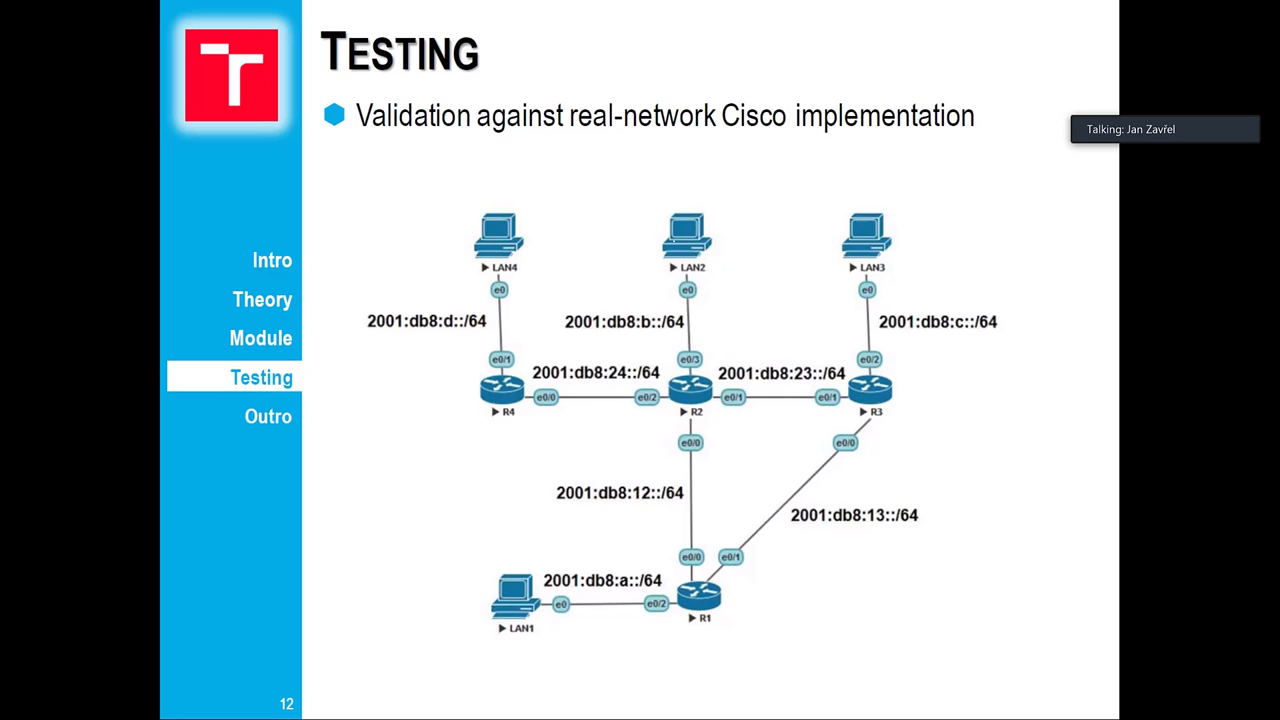 TESTING
Validation against real-network Cisco implementation
Talking: Jan Zavřel
Intro
Theory
Module
Testing
Outro
LAN4
LAN2
LAN3
e0
e0
e0
2001:db8:d::/64
2001:db8:b::/64
2001:db8:c::/64
e0/1
e0/3
e0/2
2001:db8:24::/64
2001:db8:23::/64
e0/0
e0/2
e0/1
e0/1
R4
R2
R3
e0/0
e0/0
2001:db8:12::/64
2001:db8:13::/64
e0/0
e0/1
2001:db8:a::/64
e0
e0/2
LAN1
R1
12